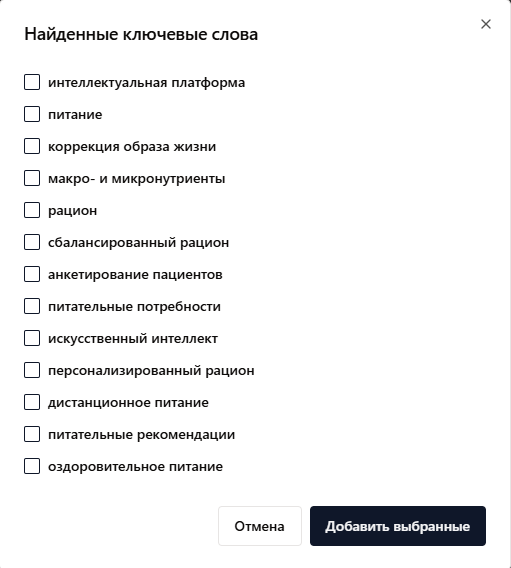 Найденные ключевые слова
интеллектуальная платформа
питание
коррекция образа жизни
макро- и микронутриенты
рацион
сбалансированный рацион
анкетирование пациентов
питательные потребности
искусственный интеллект
персонализированный рацион
дистанционное питание
питательные рекомендации
оздоровительное питание
Отмена Добавить выбранные